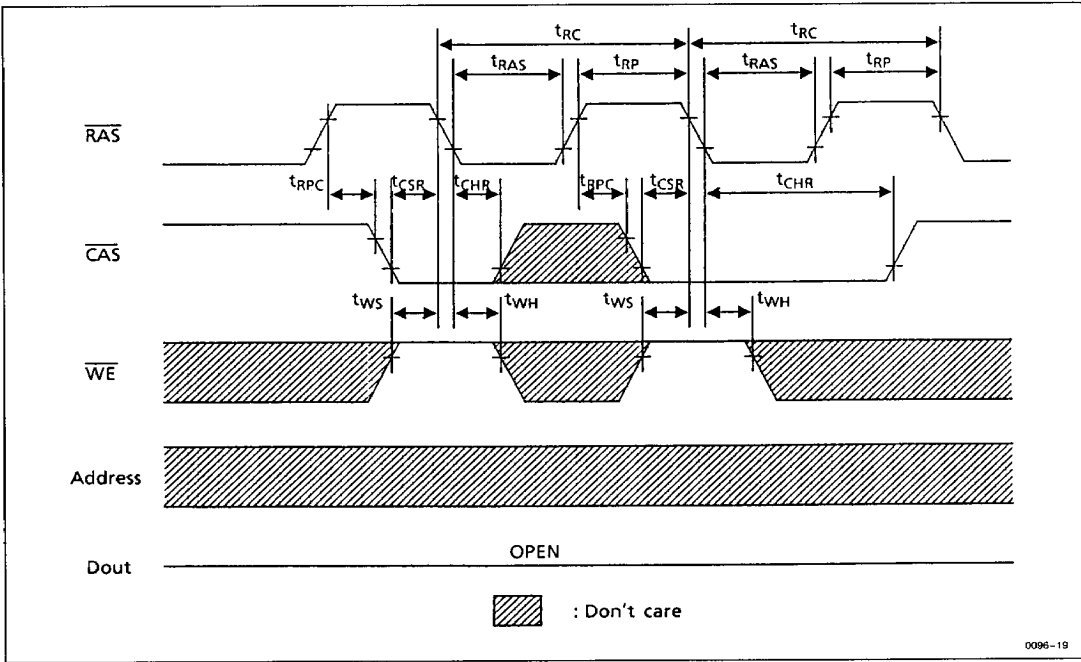 tRC tRC
tRAS tRP tRAS tRP
RAS
tRPC tCSR tCHR tRPC tCSR tCHR
CAS
tWS tWH tWS tWH
WE
Address
OPEN
Dout
: Don't care
0096-19